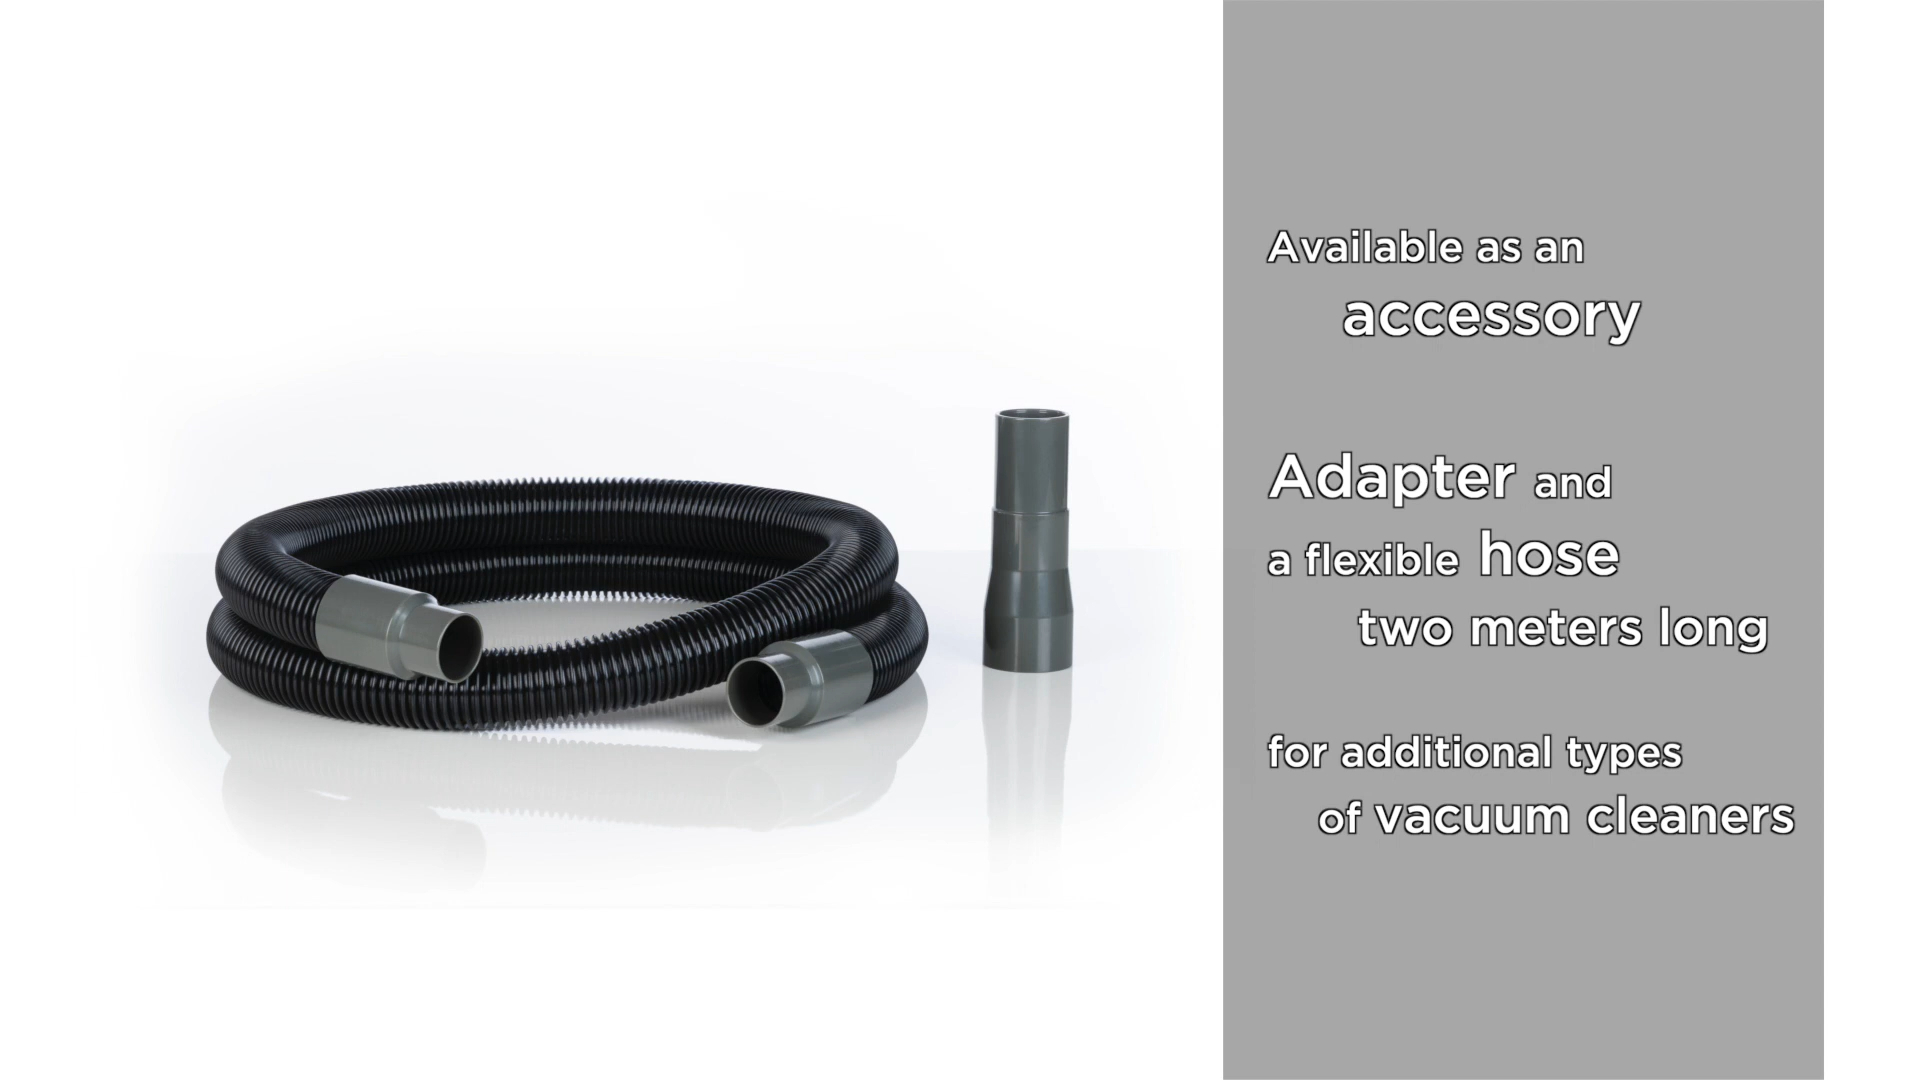 Available as an
accessory
Adapter and
a flexible hose
two meters long
for additional types
of vacuum cleaners